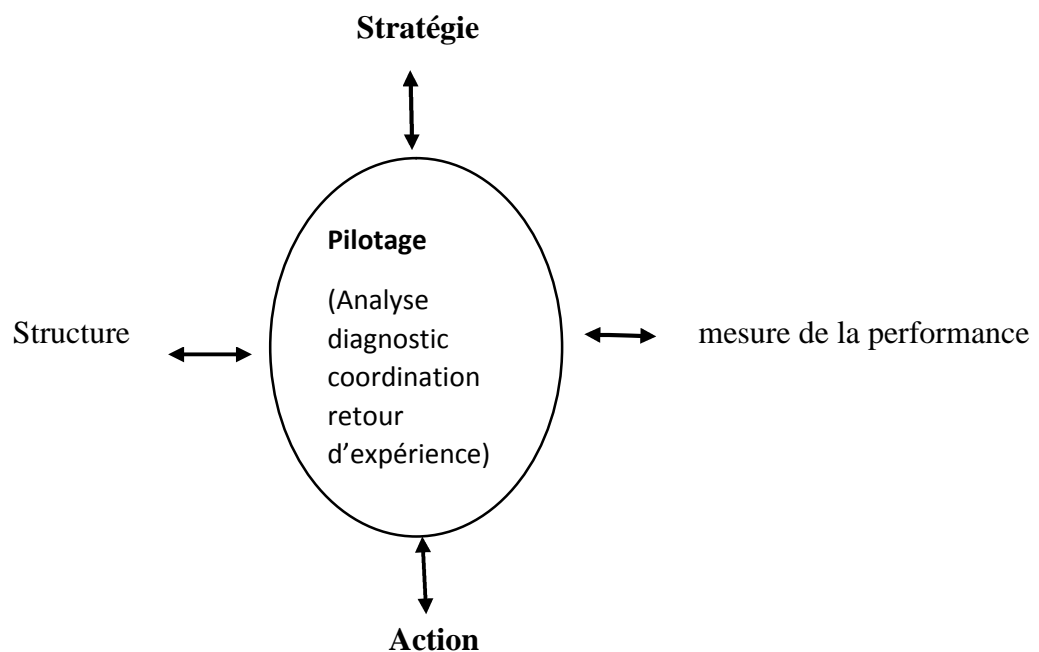 Stratégie
Pilotage
(Analyse
diagnostic
coordination
retour
d’expérience)
Structure
mesure de la performance
Action